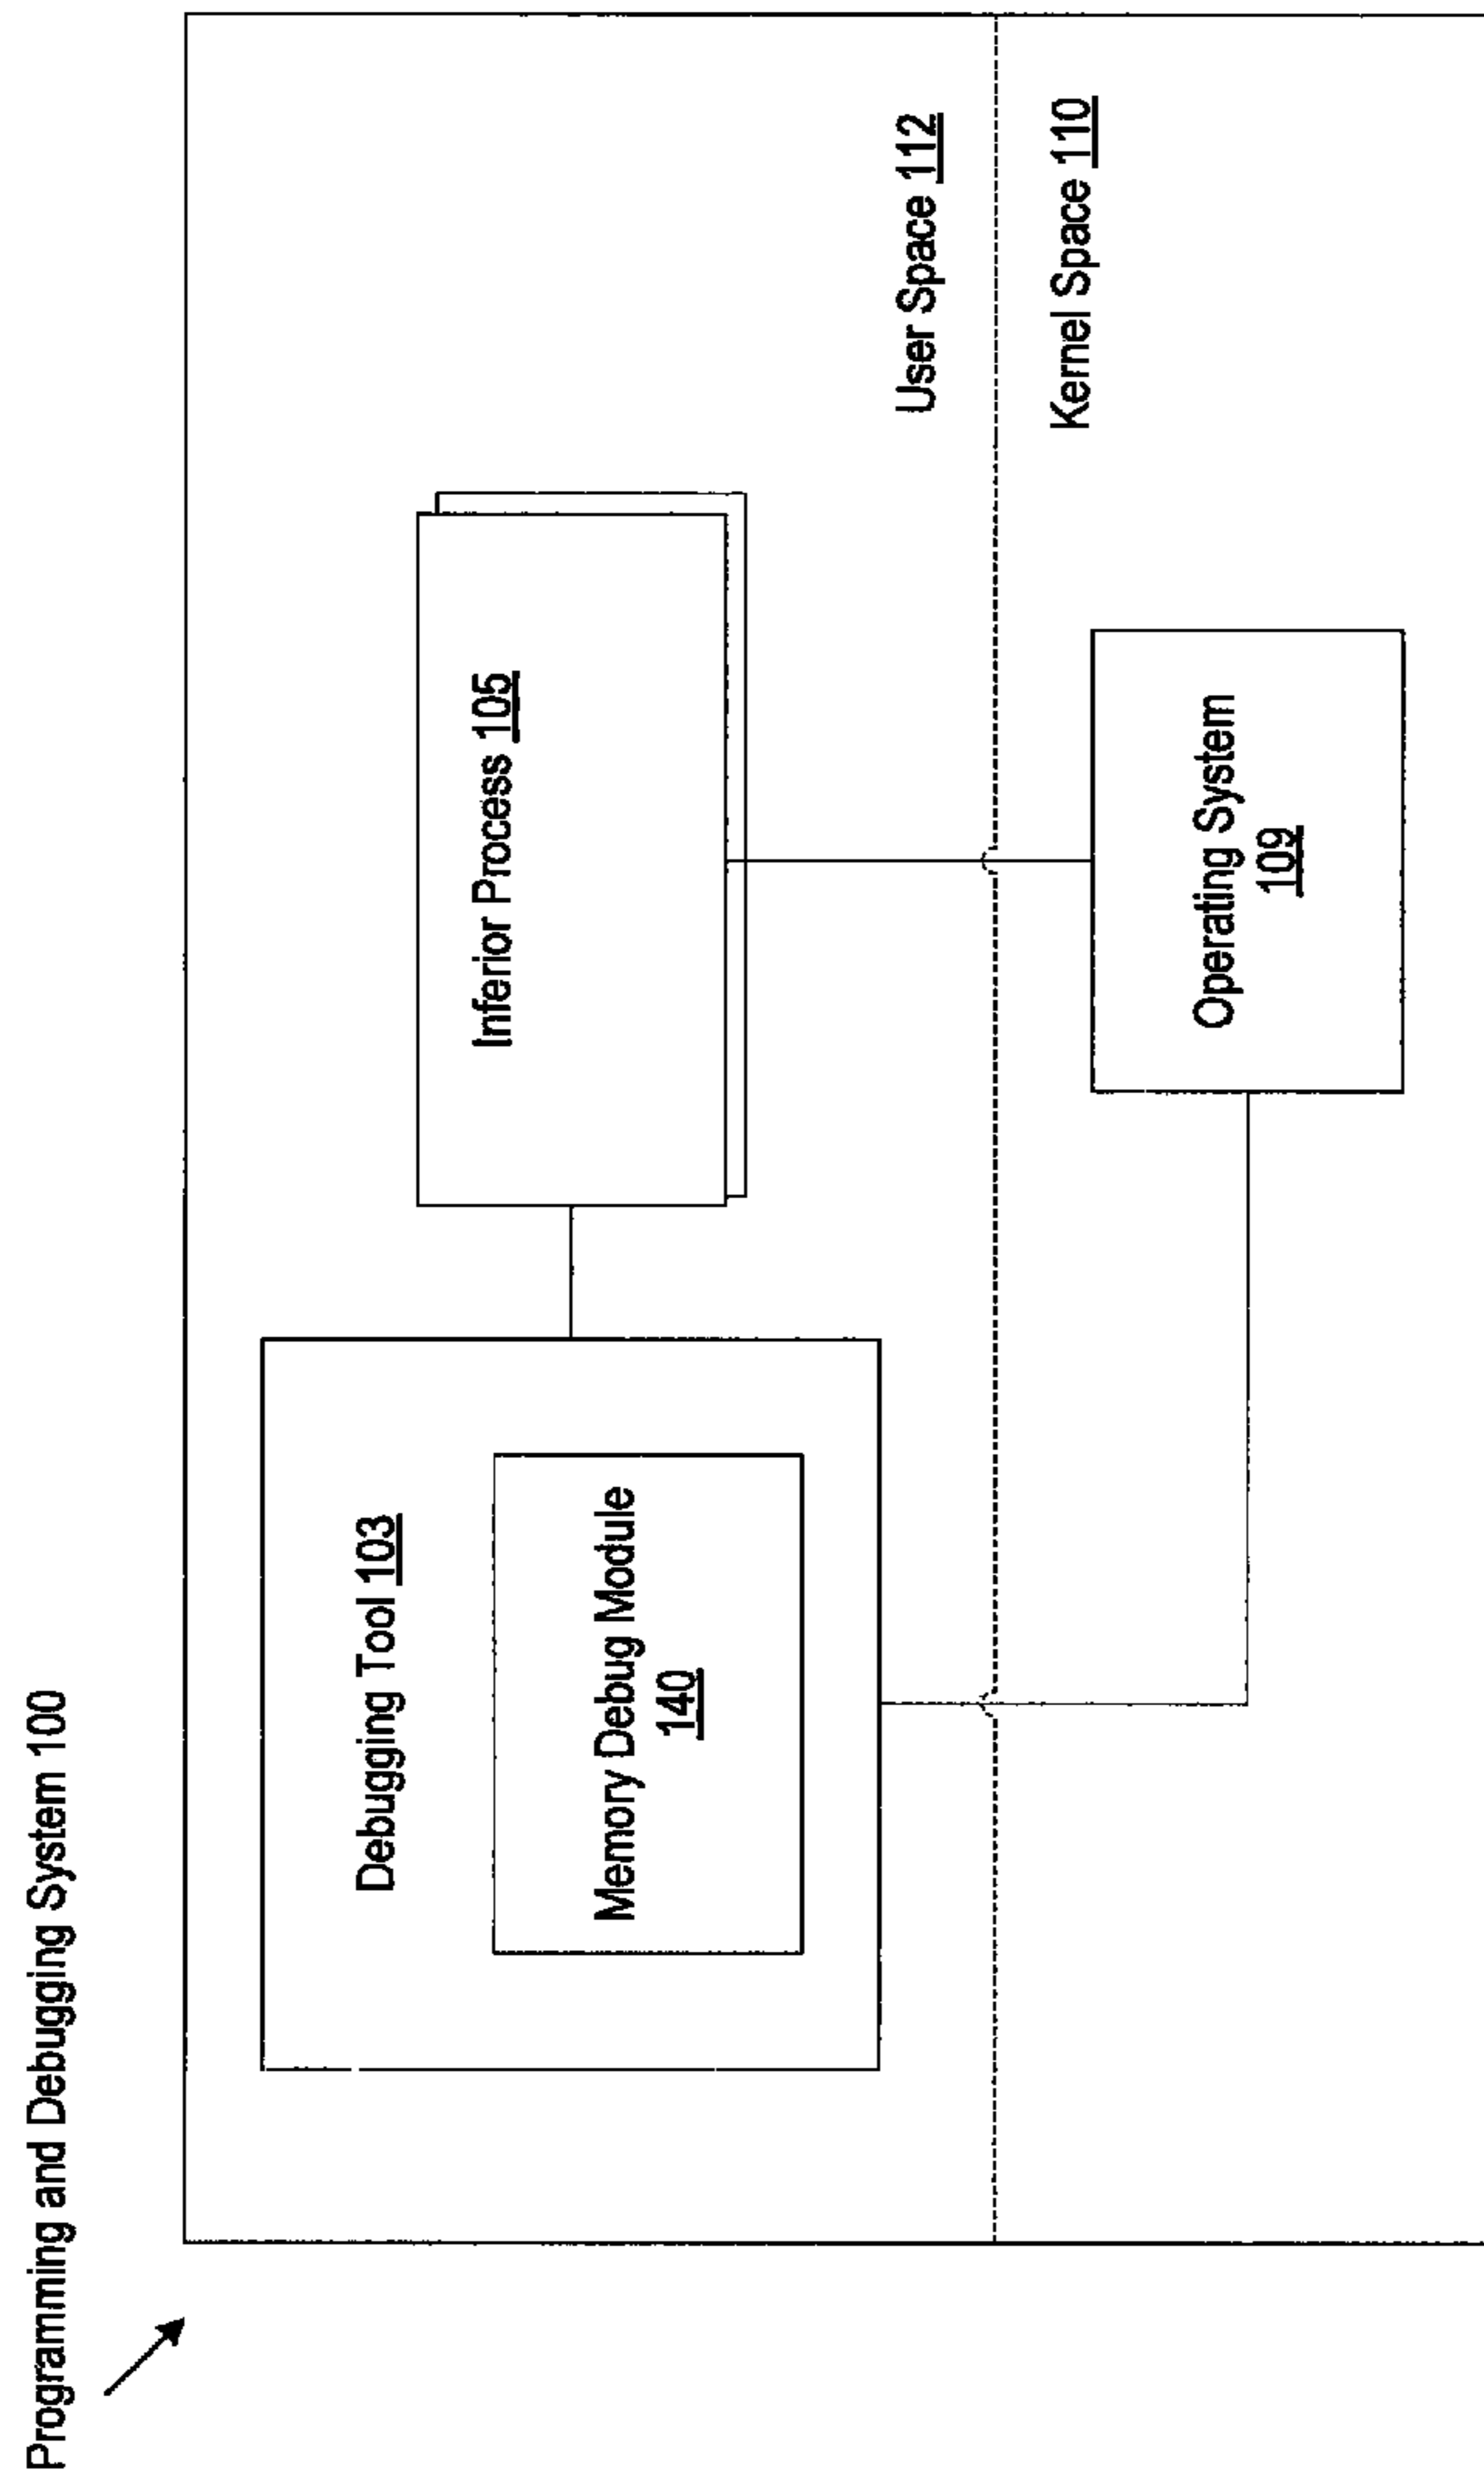 Programming and Debugging System 100
Debugging Tool 103
Memory Debug Module
140
Inferior Process 105
User Space 112
Kernel Space 110
Operating System
109